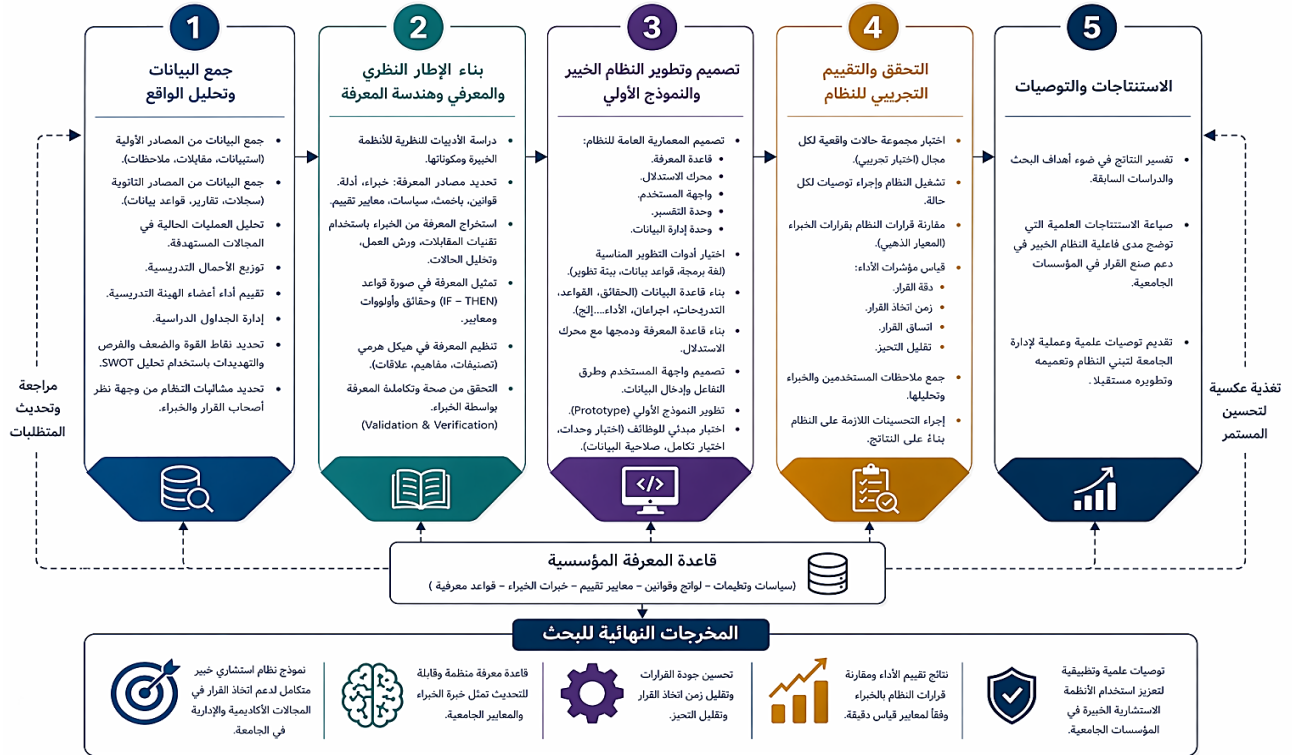 1
جمع البيانات
وتحليل الواقع
جمع البيانات من المصادر الأولية
(استبيانات، مقابلات، ملاحظات).
جمع البيانات من المصادر الثانوية
(سجلات، تقارير، قواعد بيانات).
تحليل العمليات الحالية في
المجالات المستهدفة.
توزيع الأحمال التدريسية.
تقييم أداء أعضاء الهيئة التدريسية.
إدارة الجداول الدراسية.
تحديد نقاط القوة والضعف والفرص
والتهديدات باستخدام تحليل SWOT.
تحديد النظام من وجهة نظر
أصحاب القرار والخبراء.
2
بناء الإطار النظري
والمعرفي وهندسة المعرفة
دراسة الأدبيات للنظرية للأنظمة
الخبيرة ومكوناتها.
تحديد مصادر المعرفة: خبراء، أدلة.
قوانين، سياسات، معايير تقييم.
استخراج المعرفة من الخبراء باستخدام
تقنيات المقابلات، ورش العمل،
وتخليل الحالات.
تمثيل المعرفة في صورة قواعد
(IF – THEN) وحقائق
ومعايير.
تنظيم المعرفة في هيكل هرمي
(تصنيفات، مفاهيم، علاقات).
التحقق من صحة المعرفة
بواسطة الخبراء.
(Validation & Verification)
3
تصميم وتطوير النظام الخبير
والنموذج الأولي
تصميم المعمارية العامة للنظام:
قاعدة المعرفة.
محرك الاستدلال.
واجهة المستخدم.
وحدة التفسير.
وحدة إدارة البيانات.
اختيار أدوات التطوير المناسبة
(لغة برمجة، قواعد بيانات، بيئة تطوير).
بناء قاعدة البيانات (الحقائق، القواعد،
الأداء....إلخ).
بناء قاعدة المعرفة ودمجها مع محرك
الاستدلال.
تصميم واجهة المستخدم وطرق
التفاعل وإدخال البيانات.
تطوير النموذج الأولي (Prototype).
اختبار مبدئي للوظائف (اختبار وحدات،
اختبار تكامل، صلاحية البيانات).
4
التحقق والتقييم
التجريبي للنظام
اختبار مجموعة حالات واقعية لكل
مجال (اختبار تجريبي).
تشغيل النظام وإجراء توصيات لكل
حالة.
مقارنة قرارات النظام بقرارات الخبراء
(المعيار الذهبي).
قياس مؤشرات الأداء:
دقة القرار.
زمن اتخاذ القرار.
اتساق القرار.
تقليل التحيز.
جمع ملاحظات المستخدمين والخبراء
وتحليلها.
إجراء التحسينات اللازمة على النظام
بناءً على النتائج.
5
الاستنتاجات والتوصيات
تفسير النتائج في ضوء أهداف البحث
والدراسات السابقة.
صياغة الاستنتاجات العلمية التي
توضح مدى فاعلية النظام الخبير في
دعم صنع القرار في المؤسسات
الجامعية.
تقديم توصيات علمية وعملية لإدارة
الجامعة لتبني النظام وتعميمه
وتطويره مستقبلا.
مراجعة
وتحديث
المتطلبات
تغذية عكسية
لتحسين
المستمر
قاعدة المعرفة المؤسسية
(سياسات – وقوانين – معايير تقييم – خبرات الخبراء – قواعد معرفية )
المخرجات النهائية للبحث
نموذج نظام استشاري خبير
متكامل لدعم اتخاذ القرار في
المجالات الأكاديمية والإدارية
في الجامعة.
قاعدة معرفة منظمة وقابلة
للتحديث تمثل خبرة الخبراء
والمعايير الجامعية.
تحسين جودة القرارات
وتقليل زمن اتخاذ القرار
وتقليل التحيز.
نتائج تقييم الأداء ومقارنة
قرارات النظام بالخبراء
وفقاً لمعايير قياس دقيقة.
توصيات علمية وتطبيقية
لتعزيز استخدام الأنظمة
الاستشارية الخبيرة في
المؤسسات الجامعية.